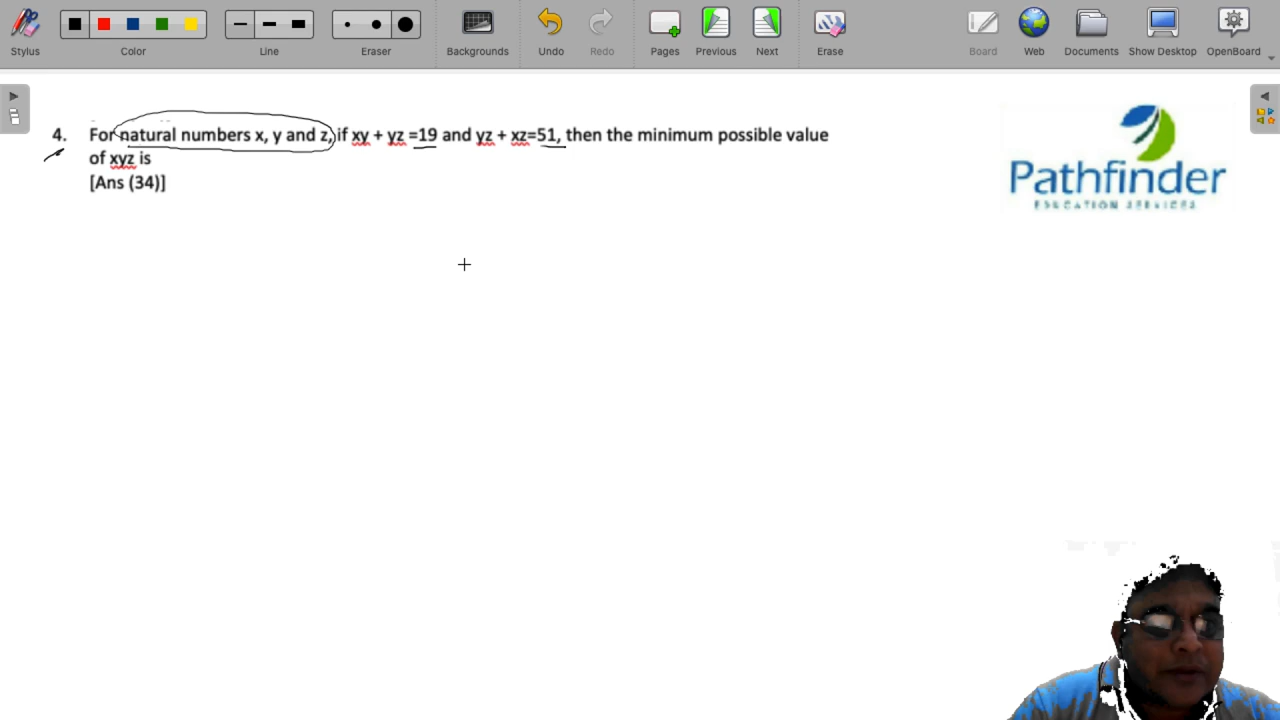 Stylus
Color
Line
Eraser
Backgrounds
Undo
Redo
Pages
Previous
Next
Erase
Board
Web
Documents
Show Desktop
OpenBoard
4. For natural numbers x, y and z, if xy + yz =19 and yz + xz=51, then the minimum possible value
of xyz is
[Ans (34)]
Pathfinder
EDUCATION SERVICES